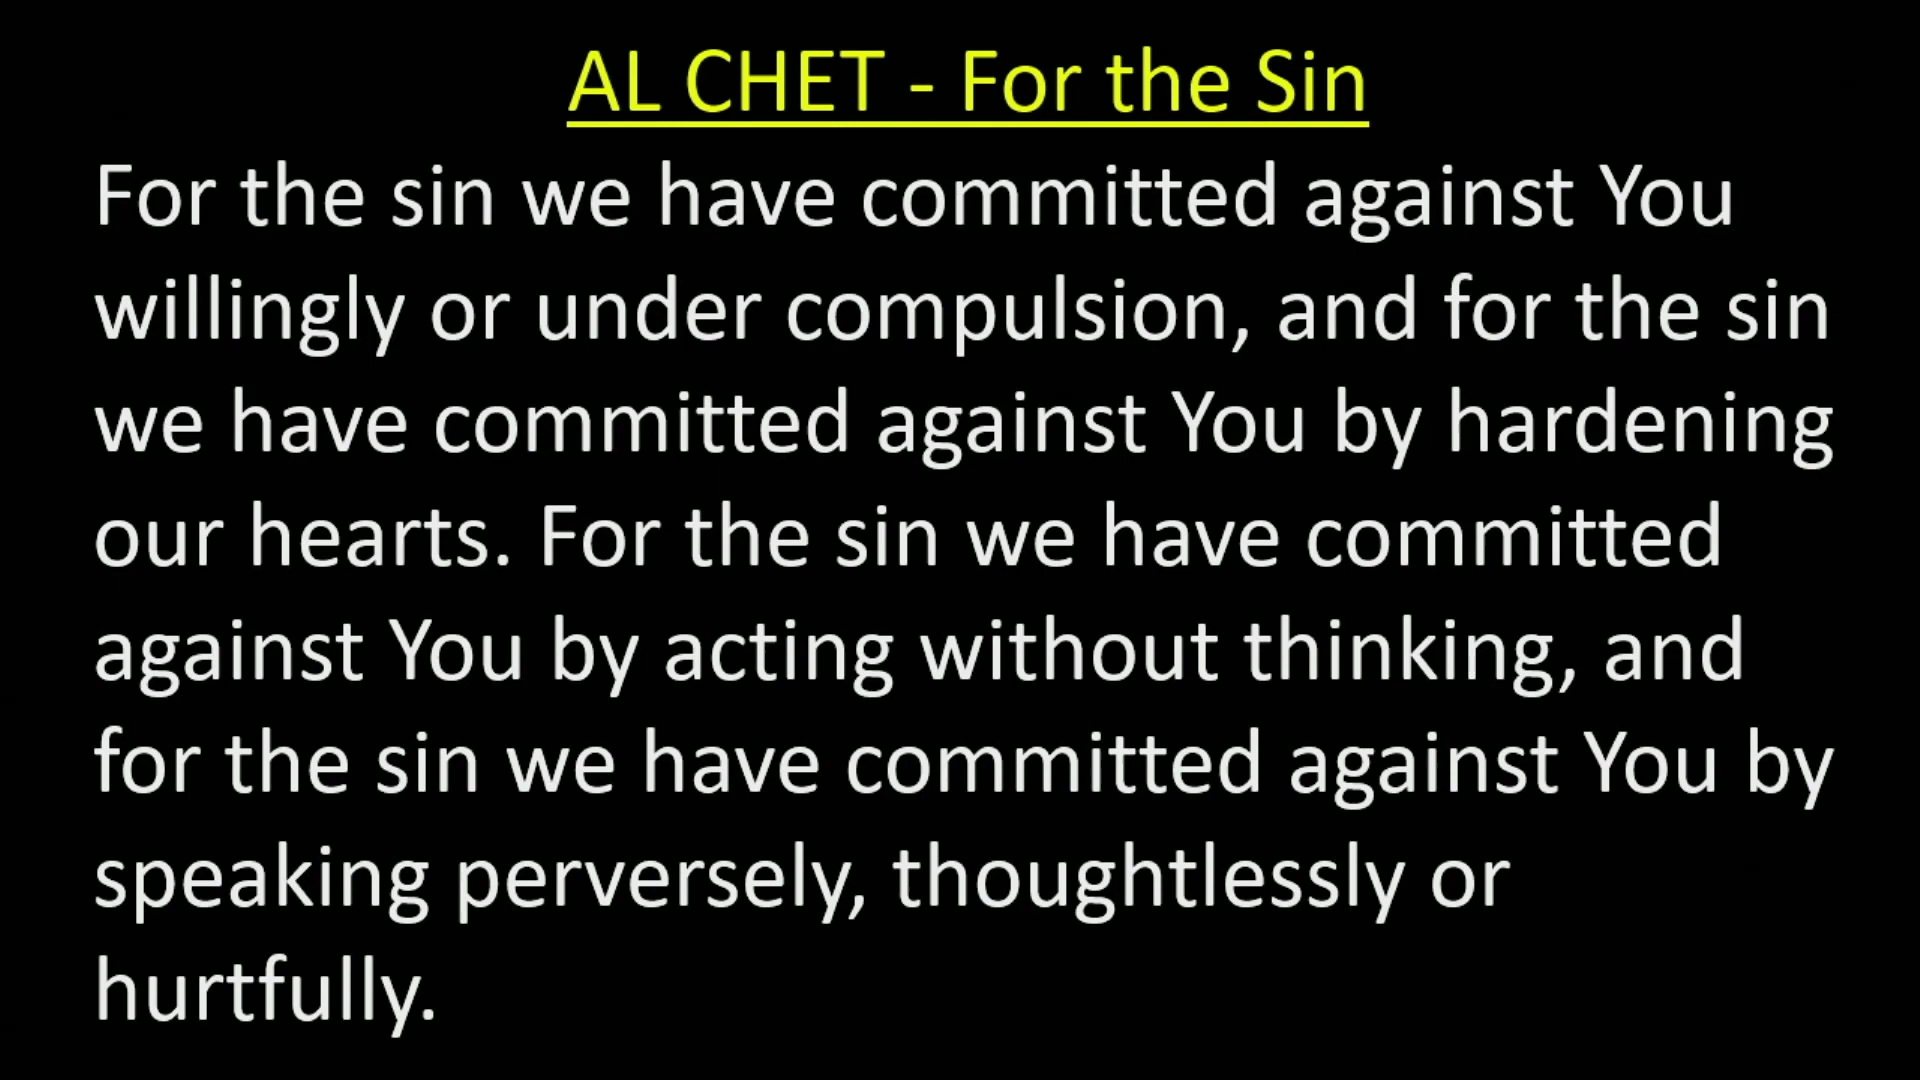 AL CHET - For the Sin
For the sin we have committed against You
willingly or under compulsion, and for the sin
we have committed against You by hardening
our hearts. For the sin we have committed
against You by acting without thinking, and
for the sin we have committed against You by
speaking perversely, thoughtlessly or
hurtfully.